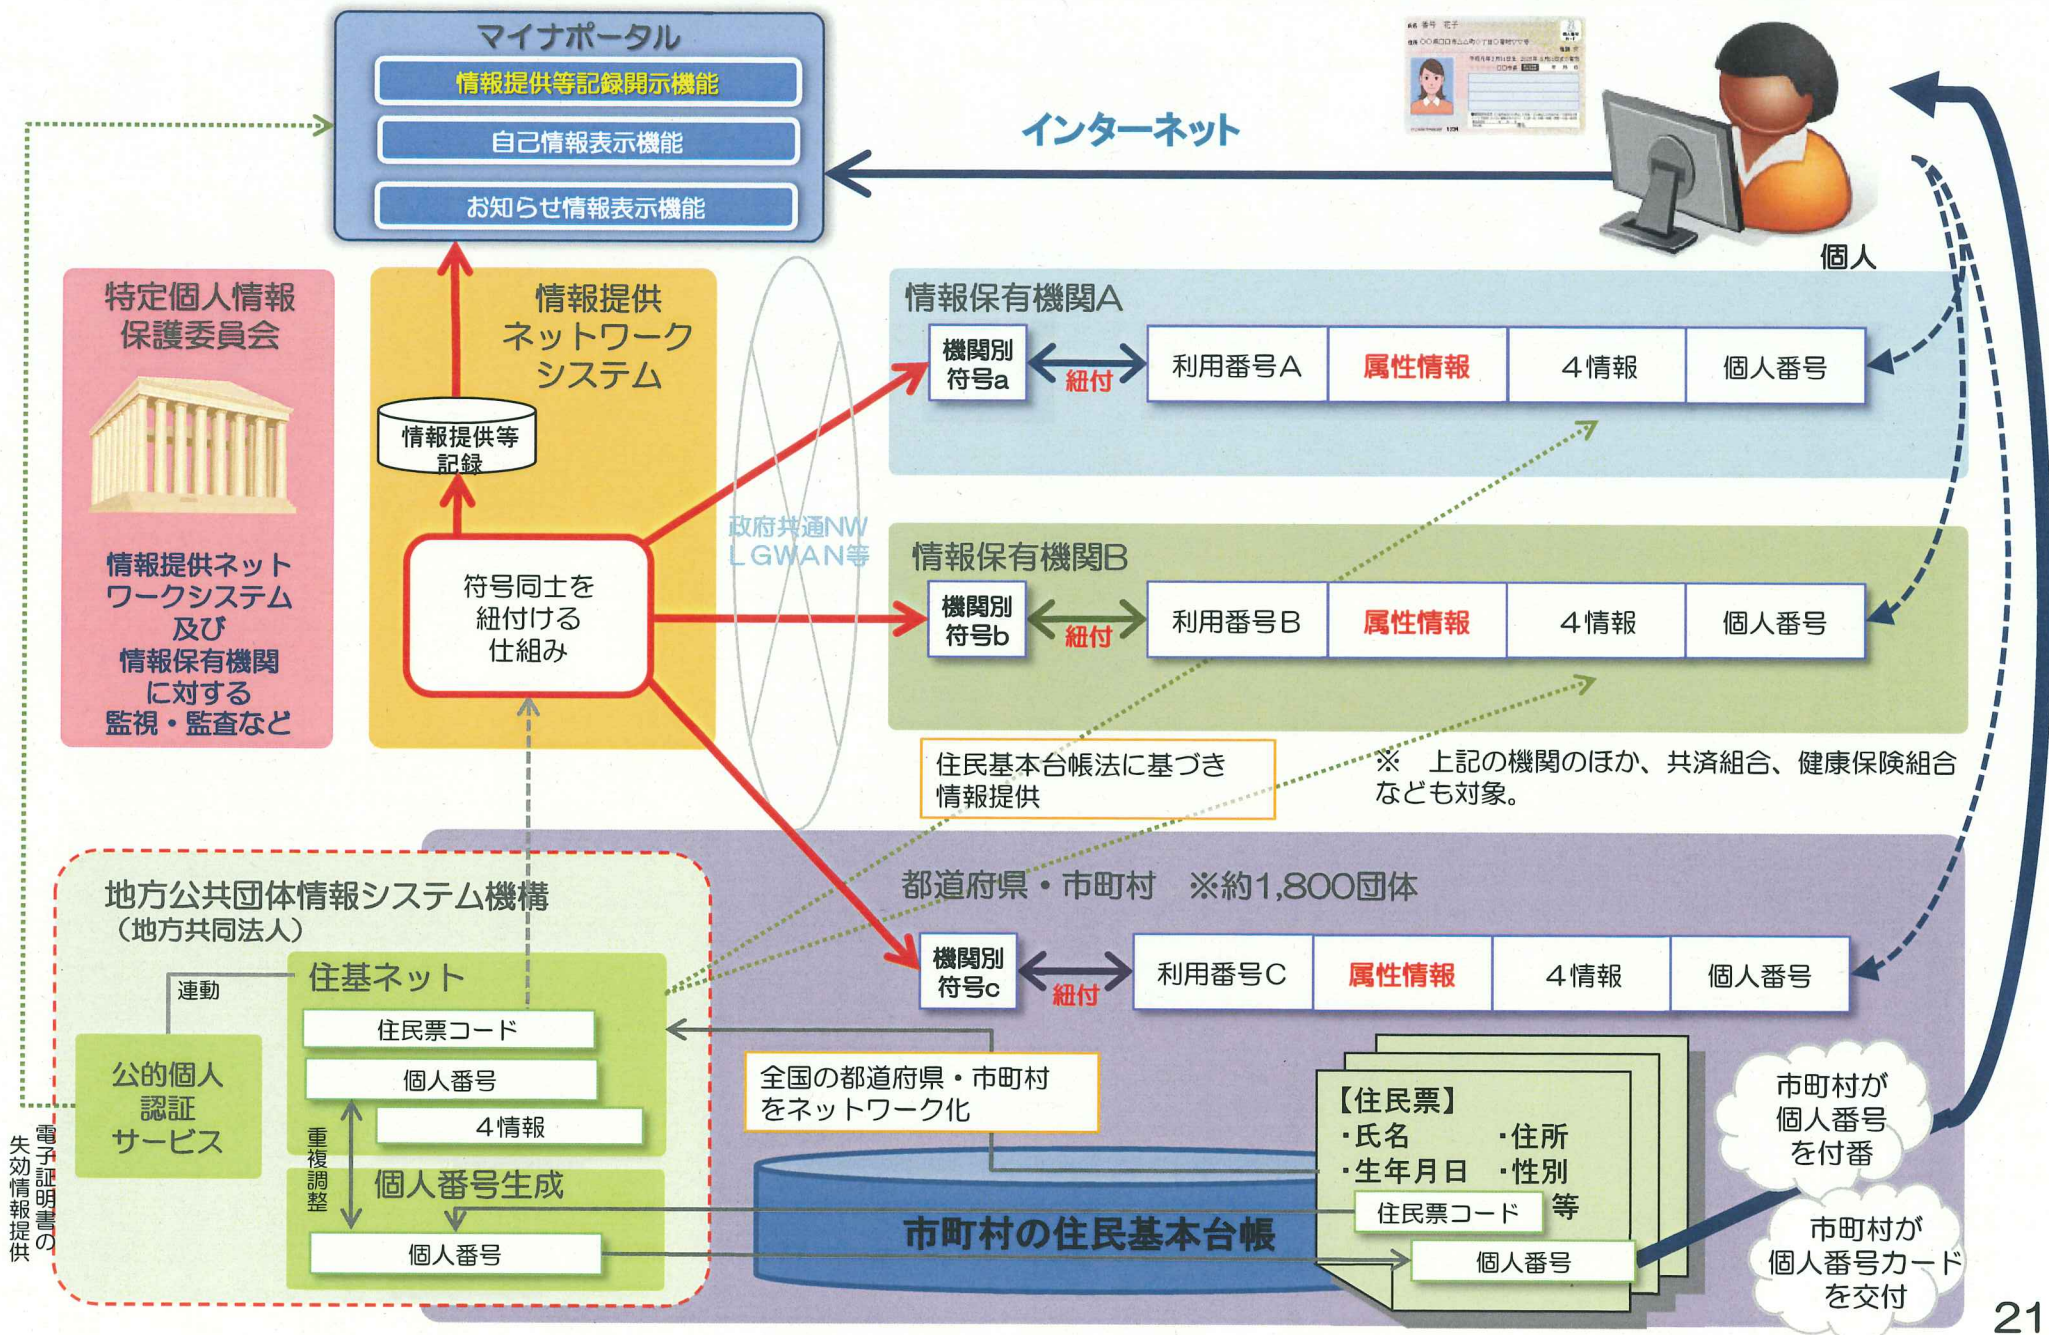 マイナポータル
情報提供等記録開示機能
自己情報表示機能
お知らせ情報表示機能
インターネット
氏名 番号 花子
個人
特定個人情報
保護委員会
情報提供ネット
ワークシステム
及び
情報保有機関
に対する
監視・監査など
情報提供
ネットワーク
システム
情報提供等
記録
符号同士を
紐付ける
仕組み
政府共通NW
LGWAN等
情報保有機関A
機関別
符号a
紐付
利用番号A
属性情報
4情報
個人番号
情報保有機関B
機関別
符号b
紐付
利用番号B
属性情報
4情報
個人番号
住民基本台帳法に基づき
情報提供
※ 上記の機関のほか、共済組合、健康保険組合
なども対象。
都道府県・市町村 ※約1,800団体
機関別
符号c
紐付
利用番号C
属性情報
4情報
個人番号
地方公共団体情報システム機構
（地方共同法人）
連動
住基ネット
住民票コード
個人番号
4情報
公的個人
認証
サービス
重複調整
個人番号生成
個人番号
電子証明書の
失効情報提供
全国の都道府県・市町村
をネットワーク化
市町村の住民基本台帳
【住民票】
・氏名 ・住所
・生年月日 ・性別
等
住民票コード
個人番号
市町村が
個人番号
を付番
市町村が
個人番号カード
を交付
21